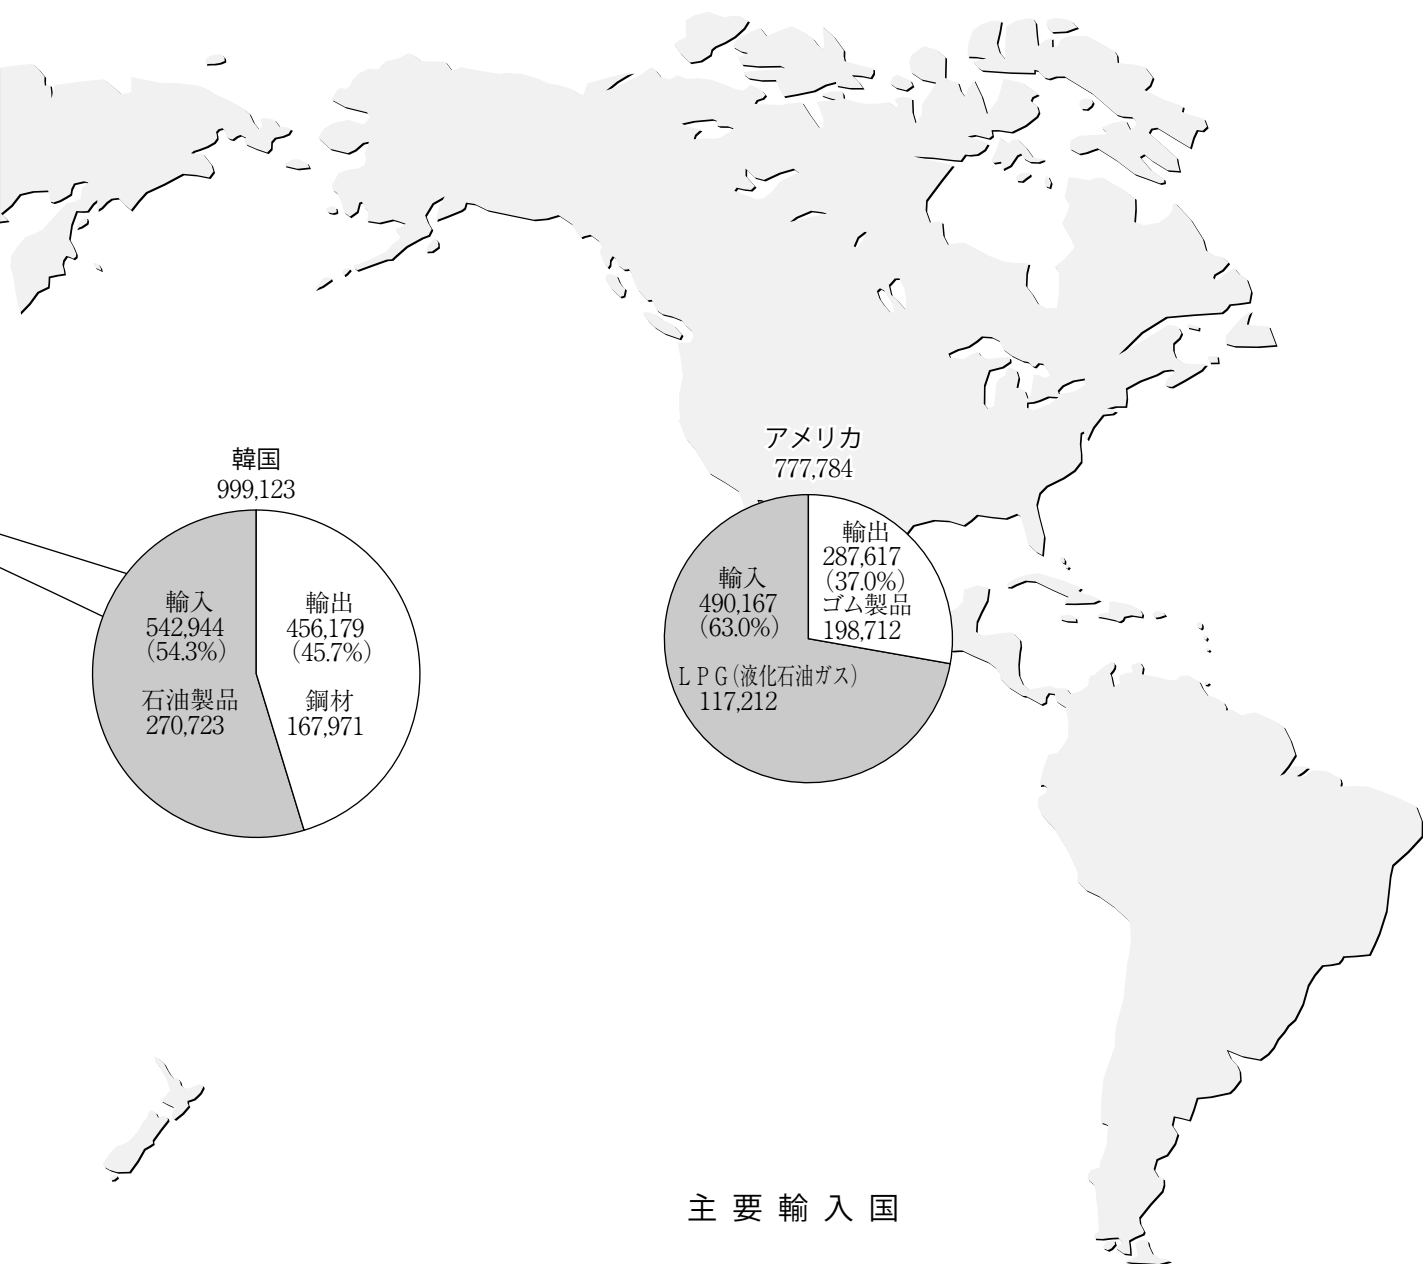 韓国
999,123
輸入
542,944
(54.3%)
石油製品
270,723
輸出
456,179
(45.7%)
鋼材
167,971
アメリカ
777,784
輸入
490,167
(63.0%)
LPG(液化石油ガス)
117,212
輸出
287,617
(37.0%)
ゴム製品
198,712
主要輸入国